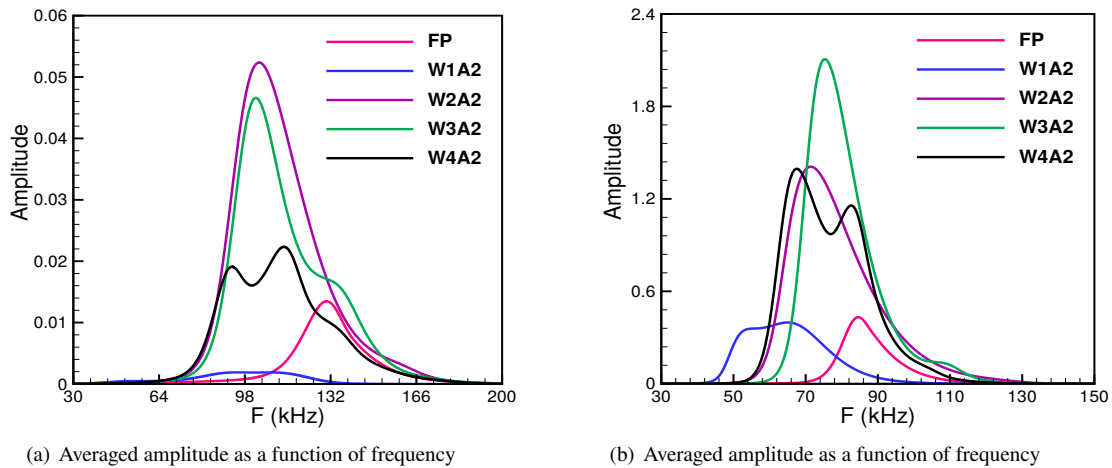 0.06
0.05
0.04
0.03
0.02
0.01
0
Amplitude
30
64
98
132
166
200
F (kHz)
FP
W1A2
W2A2
W3A2
W4A2
(a) Averaged amplitude as a function of frequency
2.4
1.8
1.2
0.6
0
Amplitude
30
50
70
90
110
130
150
F (kHz)
FP
W1A2
W2A2
W3A2
W4A2
(b) Averaged amplitude as a function of frequency